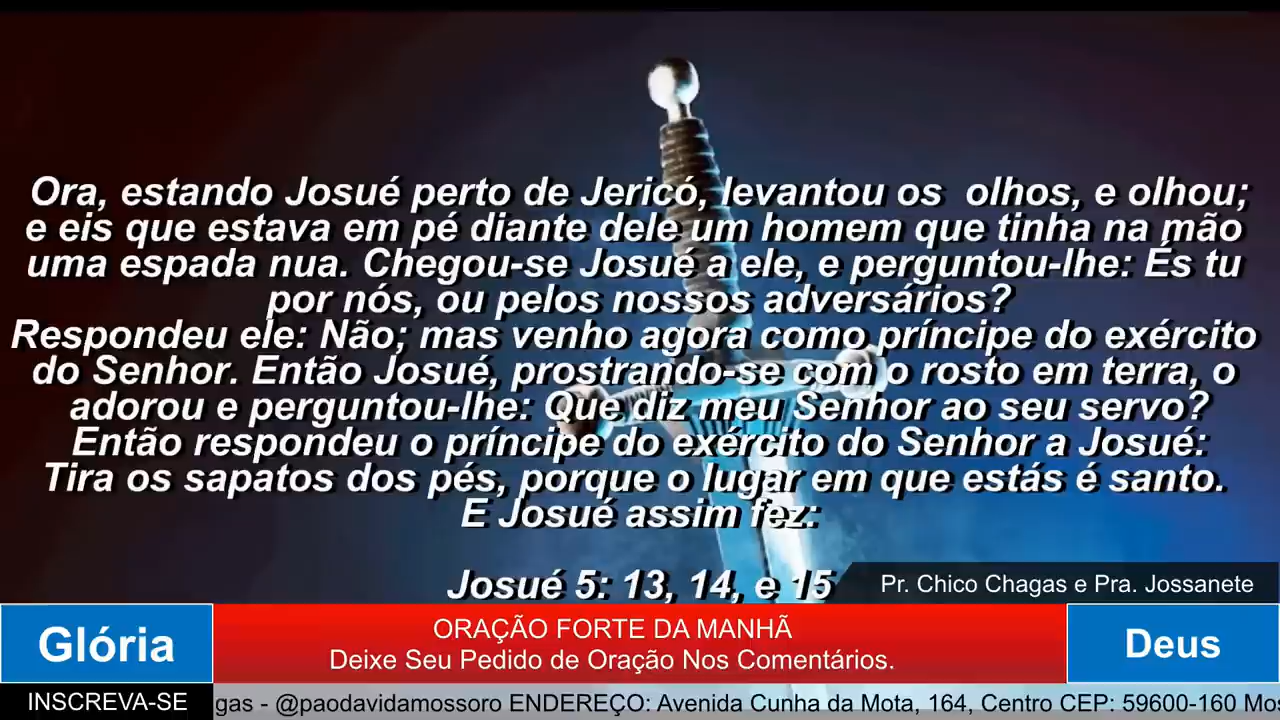 Ora, estando Josué perto de Jericó, levantou os olhos, e olhou;
e eis que estava em pé diante dele um homem que tinha na mão
uma espada nua. Chegou-se Josué a ele, e perguntou-lhe: És tu
por nós, ou pelos nossos adversários?
Respondeu ele: Não; mas venho agora como príncipe do exército
do Senhor. Então Josué, prostrando-se com o rosto em terra, o
adorou e perguntou-lhe: Que diz meu Senhor ao seu servo?
Então respondeu o príncipe do exército do Senhor a Josué:
Tira os sapatos dos pés, porque o lugar em que estás é santo.
E Josué assim fez:
Josué 5: 13, 14, e 15
Pr. Chico Chagas e Pra. Jossanete
Glória
ORAÇÃO FORTE DA MANHÃ
Deixe Seu Pedido de Oração Nos Comentários.
Deus
INSCREVA-SE
gas - @paodavidamossoro ENDEREÇO: Avenida Cunha da Mota, 164, Centro CEP: 59600-160 Mos